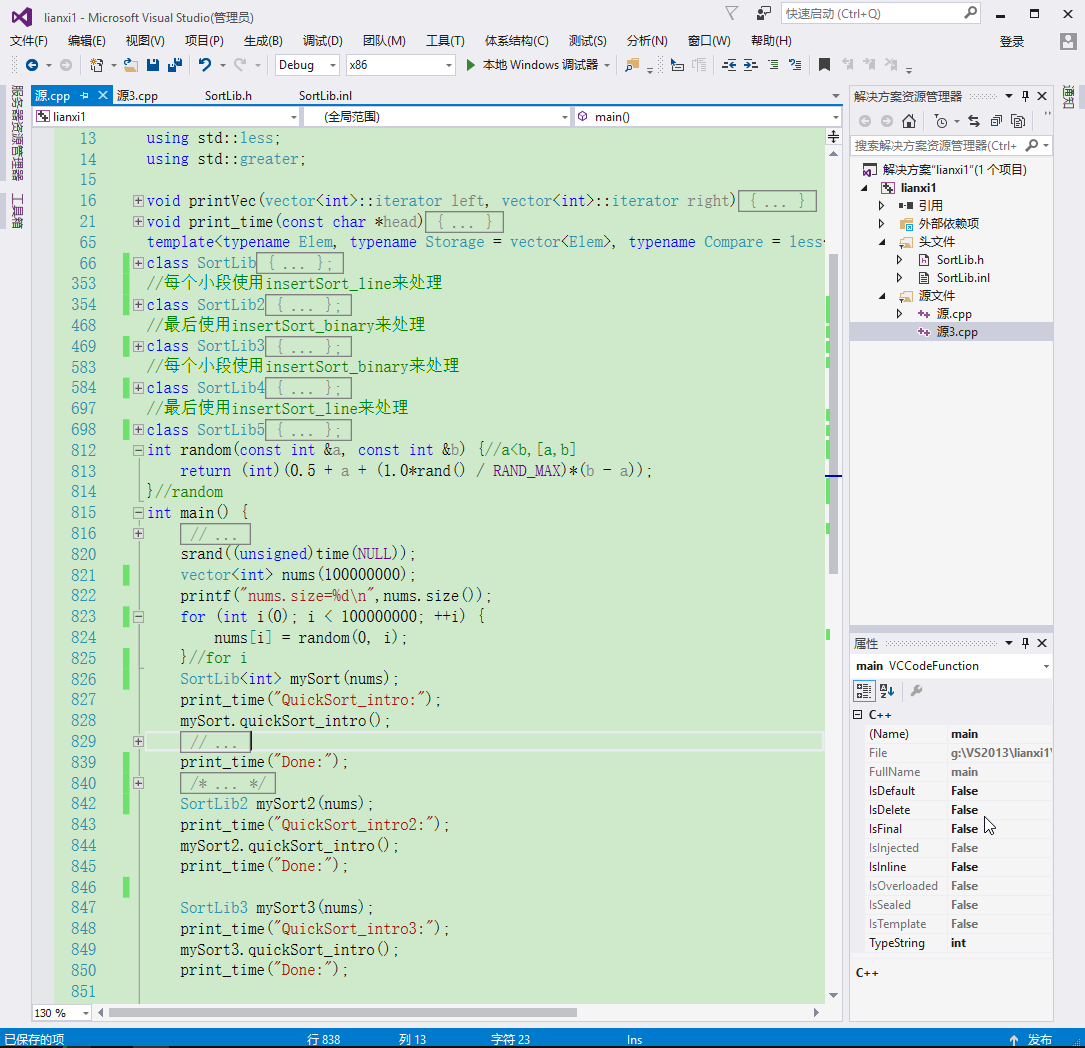 lianxi1 - Microsoft Visual Studio(管理员)
快速启动 (Ctrl+Q)
文件(F) 编辑(E) 视图(V) 项目(P) 生成(B) 调试(D) 团队(M) 工具(T) 体系结构(C) 测试(S) 分析(N) 窗口(W) 帮助(H) 登录
Debug x86 本地 Windows 调试器
服务器资源管理器
工具箱
源.cpp 源3.cpp SortLib.h SortLib.inl
lianxi1 (全局范围) main()
13 using std::less;
14 using std::greater;
15
16 void printVec(vector<int>::iterator left, vector<int>::iterator right){ ... }
21 void print_time(const char *head){ ... }
65 template<typename Elem, typename Storage = vector<Elem>, typename Compare = less
66 class SortLib{ ... };
353 //每个小段使用insertSort_line来处理
354 class SortLib2{ ... };
468 //最后使用insertSort_binary来处理
469 class SortLib3{ ... };
583 //每个小段使用insertSort_binary来处理
584 class SortLib4{ ... };
697 //最后使用insertSort_line来处理
698 class SortLib5{ ... };
812 int random(const int &a, const int &b) {//a<b,[a,b]
813 return (int)(0.5 + a + (1.0*rand() / RAND_MAX)*(b - a));
814 }//random
815 int main() {
816 // ...
820 srand((unsigned)time(NULL));
821 vector<int> nums(100000000);
822 printf("nums.size=%d\n",nums.size());
823 for (int i(0); i < 100000000; ++i) {
824 nums[i] = random(0, i);
825 }//for i
826 SortLib<int> mySort(nums);
827 print_time("QuickSort_intro:");
828 mySort.quickSort_intro();
829 // ...
839 print_time("Done:");
840 /* ... */
842 SortLib2 mySort2(nums);
843 print_time("QuickSort_intro2:");
844 mySort2.quickSort_intro();
845 print_time("Done:");
846
847 SortLib3 mySort3(nums);
848 print_time("QuickSort_intro3:");
849 mySort3.quickSort_intro();
850 print_time("Done:");
851
130 %
解决方案资源管理器
搜索解决方案资源管理器(Ctrl+
解决方案"lianxi1"(1 个项目)
lianxi1
引用
外部依赖项
头文件
SortLib.h
SortLib.inl
源文件
源.cpp
源3.cpp
通知
属性
main VCCodeFunction
C++
(Name) main
File g:\VS2013\lianxi1\
FullName main
IsDefault False
IsDelete False
IsFinal False
IsInjected False
IsInline False
IsOverloaded False
IsSealed False
IsTemplate False
TypeString int
C++
已保存的项 行 838 列 13 字符 23 Ins 发布